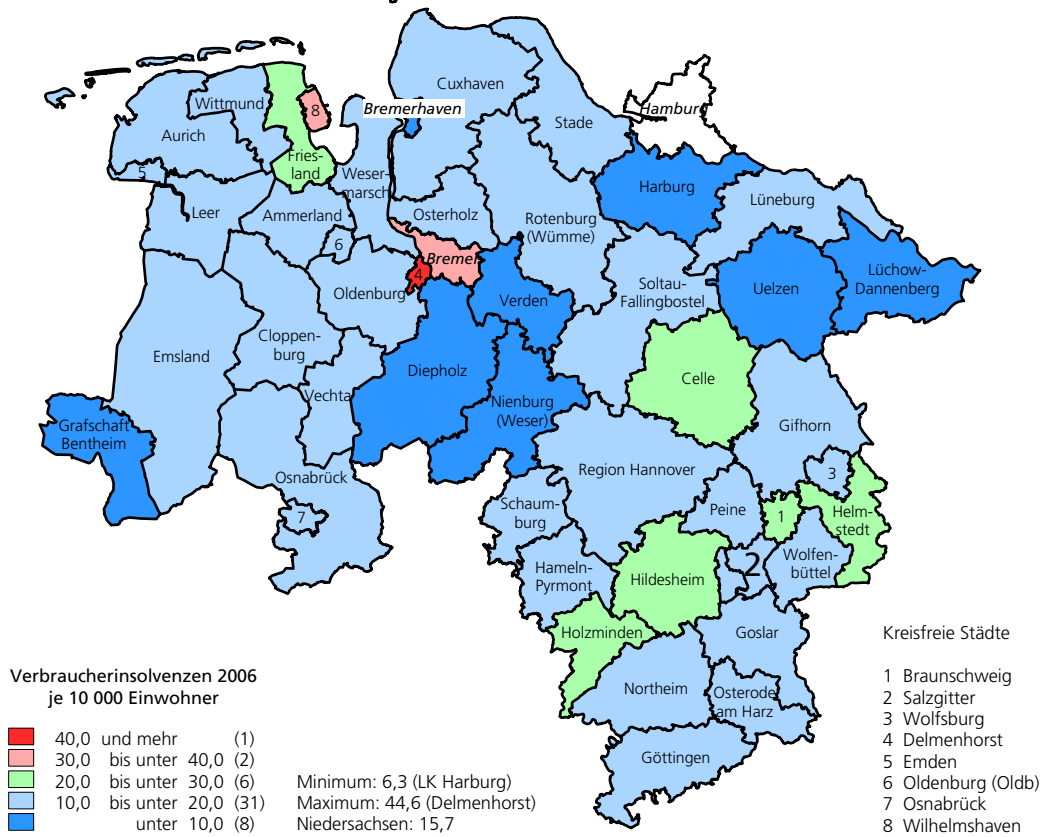 Cuxhaven
Wittmund
8
Bremerhaven
Hambur
Aurich
Stade
Fries-
land
5
Weser-
marsch
Harburg
Leer
Ammerland
Osterholz
Lüneburg
Rotenburg
(Wümme)
6
Bremen
4
Oldenburg
Verden
Soltau-
Fallingbostel
Uelzen
Lüchow-
Dannenberg
Cloppen-
burg
Emsland
Diepholz
Celle
Vechta
Nienburg
(Weser)
Grafschaft
Bentheim
Gifhorn
Region Hannover
Osnabrück
3
7
Schaum-
burg
Peine
1
Helm-
stedt
Hameln-
Pyrmont
Hildesheim
2
Wolfen-
büttel
Holzminden
Goslar
Northeim
Osterode
am Harz
Göttingen
Verbraucherinsolvenzen 2006
je 10 000 Einwohner
40,0 und mehr (1)
30,0 bis unter 40,0 (2)
20,0 bis unter 30,0 (6)
10,0 bis unter 20,0 (31)
unter 10,0 (8)
Minimum: 6,3 (LK Harburg)
Maximum: 44,6 (Delmenhorst)
Niedersachsen: 15,7
Kreisfreie Städte
1 Braunschweig
2 Salzgitter
3 Wolfsburg
4 Delmenhorst
5 Emden
6 Oldenburg (Oldb)
7 Osnabrück
8 Wilhelmshaven